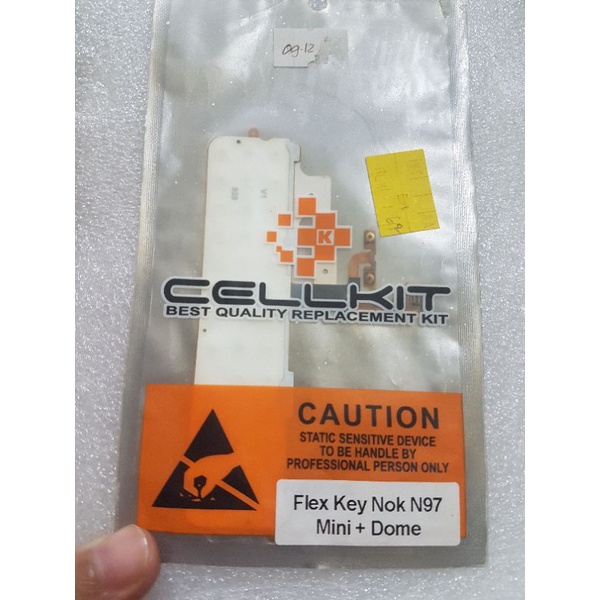 09.12
K
CELLKIT
BEST QUALITY REPLACEMENT KIT
CAUTION
STATIC SENSITIVE DEVICE
TO BE HANDLE BY
PROFESSIONAL PERSON ONLY
Flex Key Nok N97
Mini + Dome